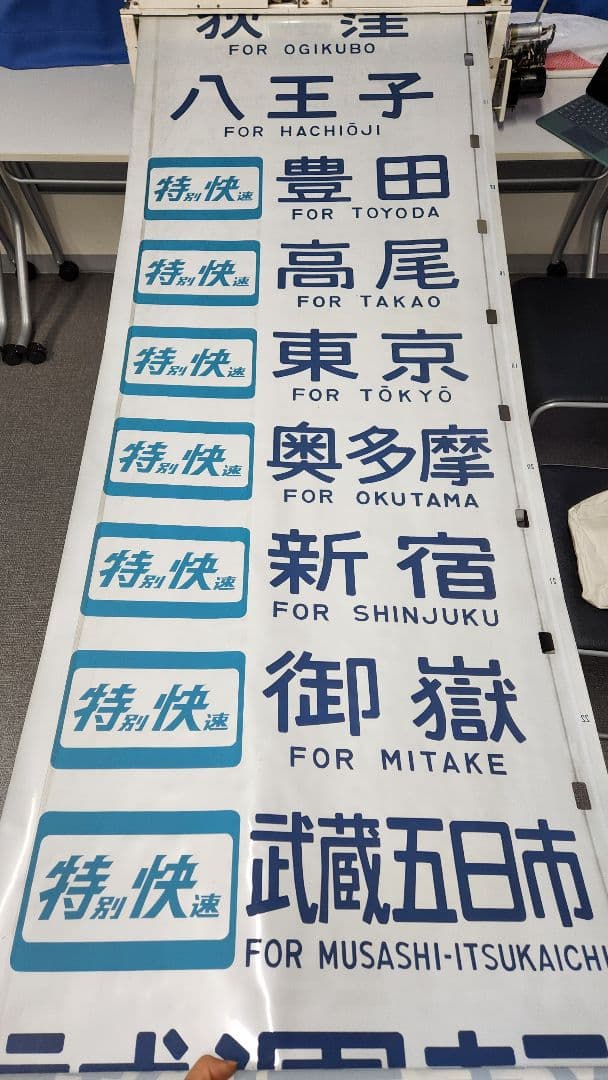 荻窪
FOR OGIKUBO
八王子
FOR HACHIŌJI
特別快速 豊田
FOR TOYODA
特別快速 高尾
FOR TAKAO
特別快速 東京
FOR TŌKYŌ
特別快速 奥多摩
FOR OKUTAMA
特別快速 新宿
FOR SHINJUKU
特別快速 御嶽
FOR MITAKE
特別快速 武蔵五日市
FOR MUSASHI-ITSUKAICHI